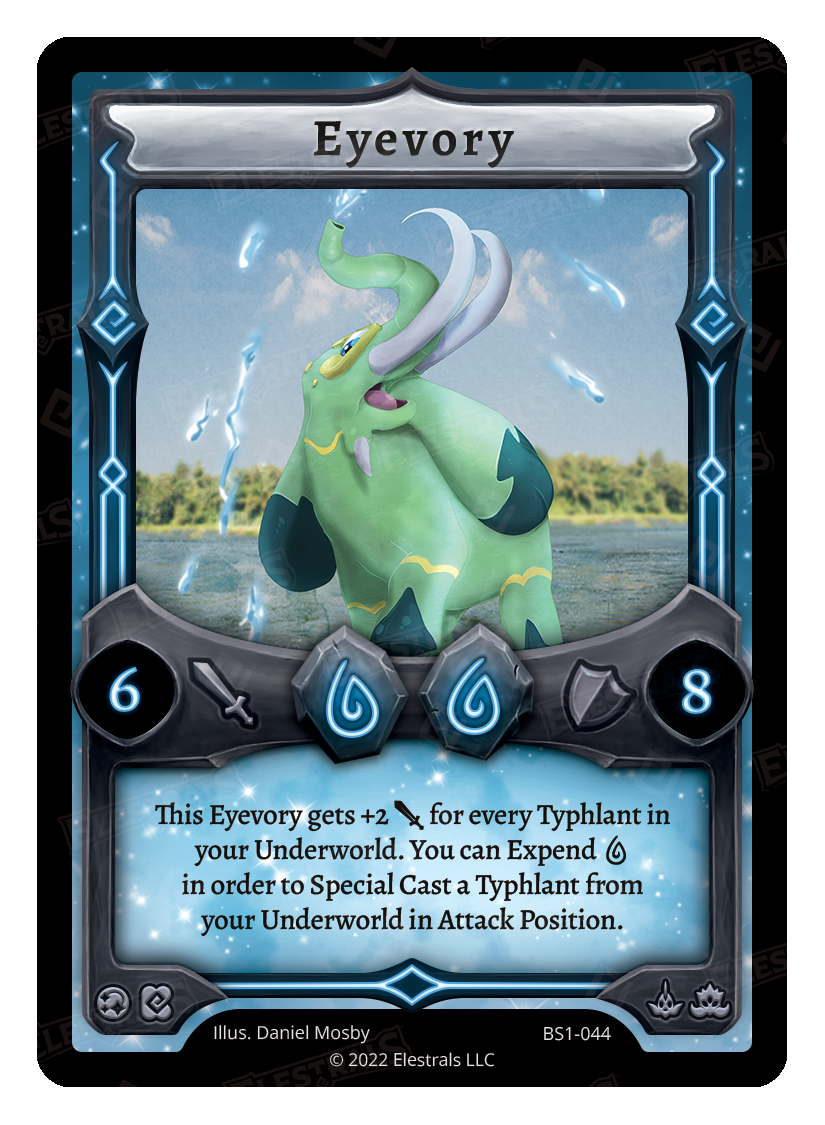 Eyevory
6
8
This Eyevory gets +2 for every Typhlant in
your Underworld. You can Expend
in order to Special Cast a Typhlant from
your Underworld in Attack Position.
Illus. Daniel Mosby
BS1-044
© 2022 Elestrals LLC